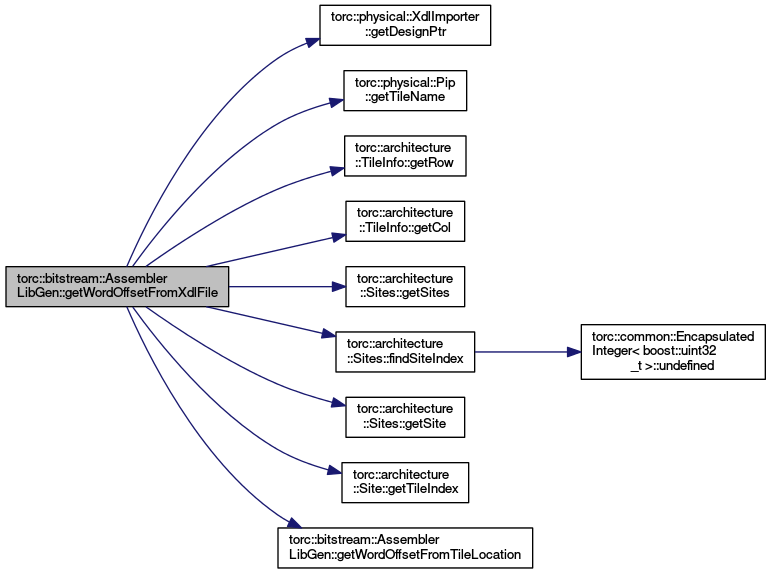 torc::physical::XdlImporter
::getDesignPtr
torc::physical::Pip
::getTileName
torc::architecture
::TileInfo::getRow
torc::architecture
::TileInfo::getCol
torc::bitstream::Assembler
LibGen::getWordOffsetFromXdlFile
torc::architecture
::Sites::getSites
torc::architecture
::Sites::findSiteIndex
torc::common::Encapsulated
Integer< boost::uint32
_t >::undefined
torc::architecture
::Sites::getSite
torc::architecture
::Site::getTileIndex
torc::bitstream::Assembler
LibGen::getWordOffsetFromTileLocation